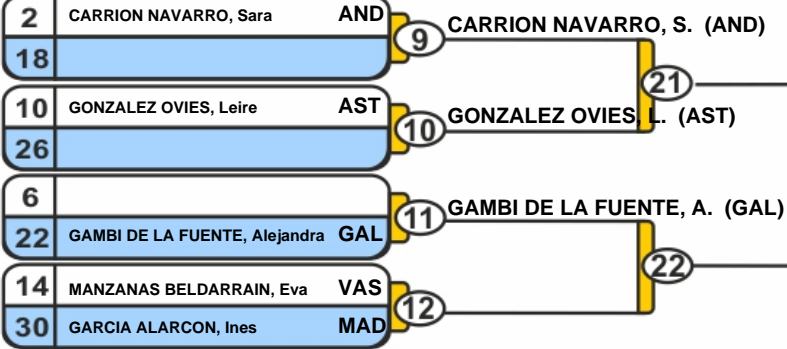 2 CARRION NAVARRO, Sara AND
9 CARRION NAVARRO, S. (AND)
18
21
10 GONZALEZ OVIES, Leire AST
10 GONZALEZ OVIES, L. (AST)
26
6
11 GAMBI DE LA FUENTE, A. (GAL)
22 GAMBI DE LA FUENTE, Alejandra GAL
22
14 MANZANAS BELDARRAIN, Eva VAS
12
30 GARCIA ALARCON, Ines MAD